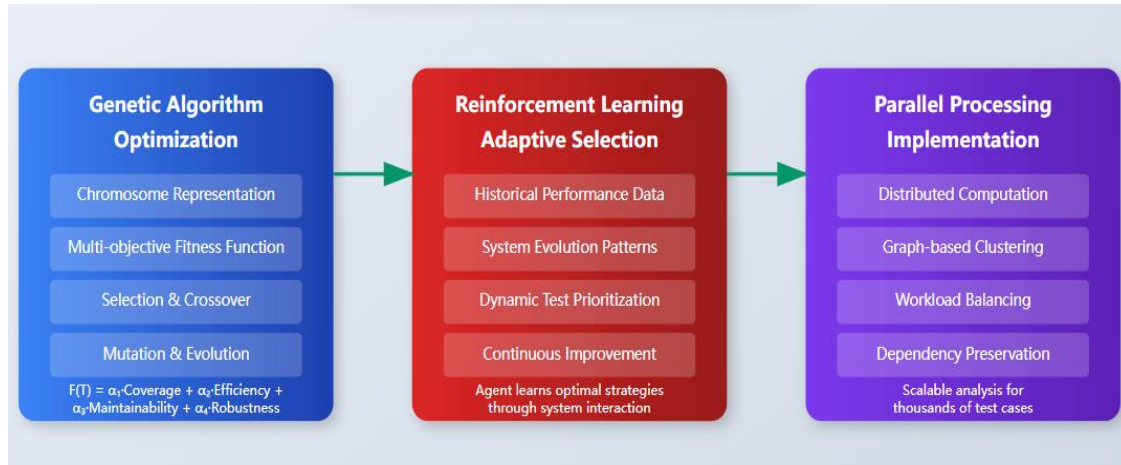 Genetic Algorithm
Optimization
Chromosome Representation
Multi-objective Fitness Function
Selection & Crossover
Mutation & Evolution
F(T) = α₁·Coverage + α₂·Efficiency +
α₃·Maintainability + α₄·Robustness
Reinforcement Learning
Adaptive Selection
Historical Performance Data
System Evolution Patterns
Dynamic Test Prioritization
Continuous Improvement
Agent learns optimal strategies
through system interaction
Parallel Processing
Implementation
Distributed Computation
Graph-based Clustering
Workload Balancing
Dependency Preservation
Scalable analysis for
thousands of test cases